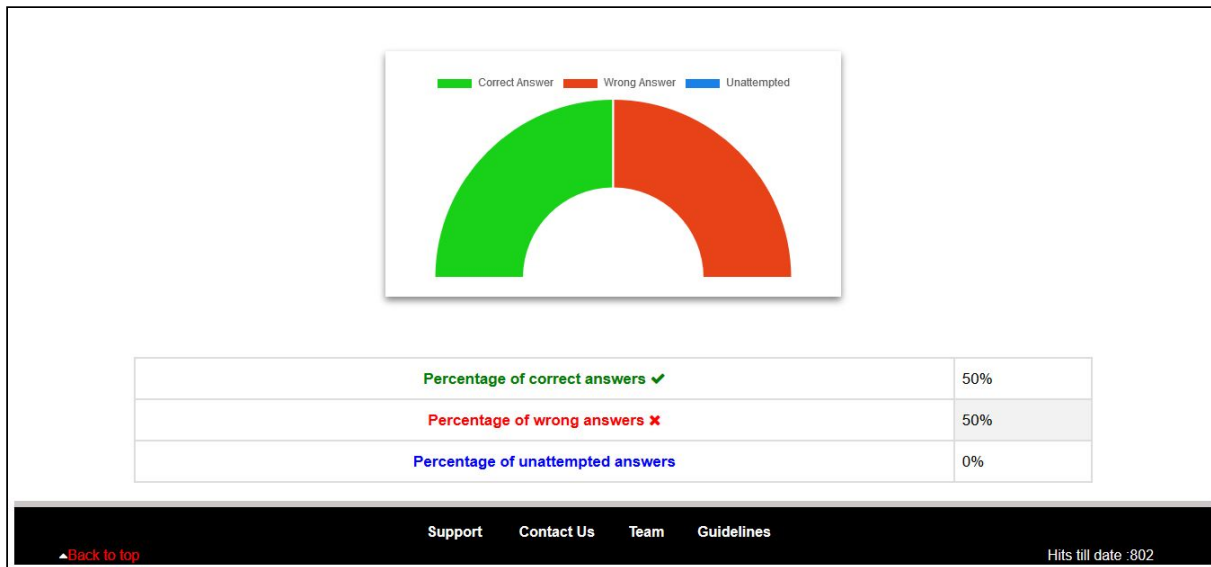 Correct Answer Wrong Answer Unattempted
Percentage of correct answers ✔ 50%
Percentage of wrong answers ✖ 50%
Percentage of unattempted answers 0%
Support Contact Us Team Guidelines
Back to top Hits till date :802